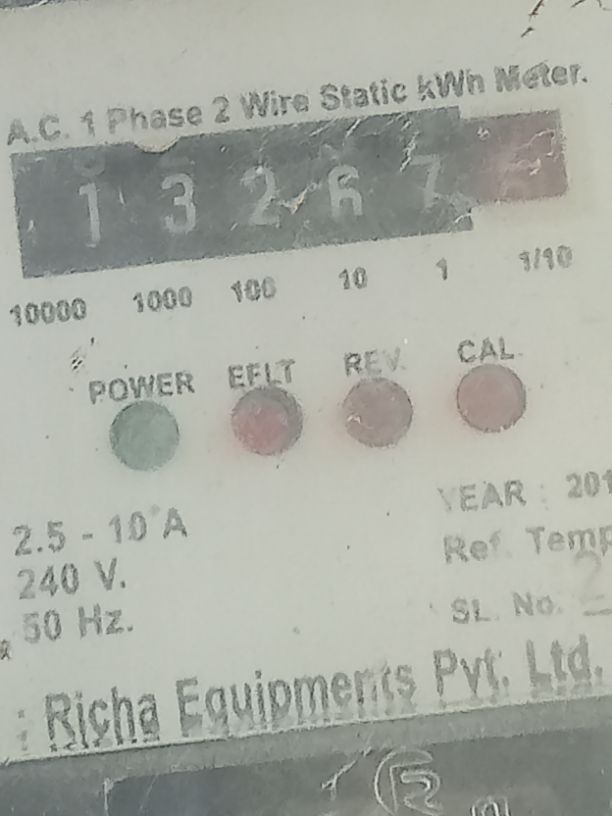 A.C. 1 Phase 2 Wire Static kWh Meter.
1 3 2 6 7
10000 1000 100 10 1 1/10
POWER EFLT REV. CAL.
2.5 - 10 A
240 V.
50 Hz.
YEAR : 201
Ref. Temp
SL. No.
: Richa Equipments Pvt. Ltd.